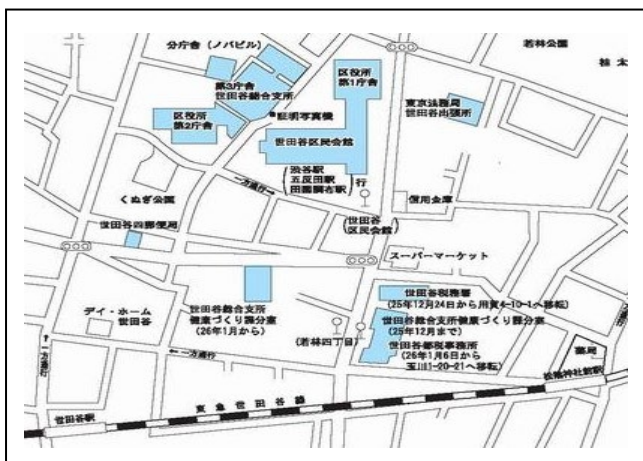 分庁舎（ノバビル）
若林公園
桂太
第3庁舎
世田谷総合支所
区役所
第1庁舎
区役所
第2庁舎
証明写真機
東京法務局
世田谷出張所
世田谷区民会館
渋谷駅
五反田駅
田園調布駅
行
一方通行→
くぬぎ公園
信用金庫
世田谷
区民会館
世田谷四郵便局
スーパーマーケット
世田谷税務署
(25年12月24日から用賀4-10-1へ移転)
デイ・ホーム
世田谷
世田谷総合支所
健康づくり課分室
(26年1月から)
世田谷総合支所健康づくり課分室
(25年12月まで)
(若林四丁目)
世田谷都税事務所
(26年1月6日から
玉川1-20-21へ移転)
←一方通行
←一方通行
薬局
松陰神社前駅
東急世田谷線
世田谷駅